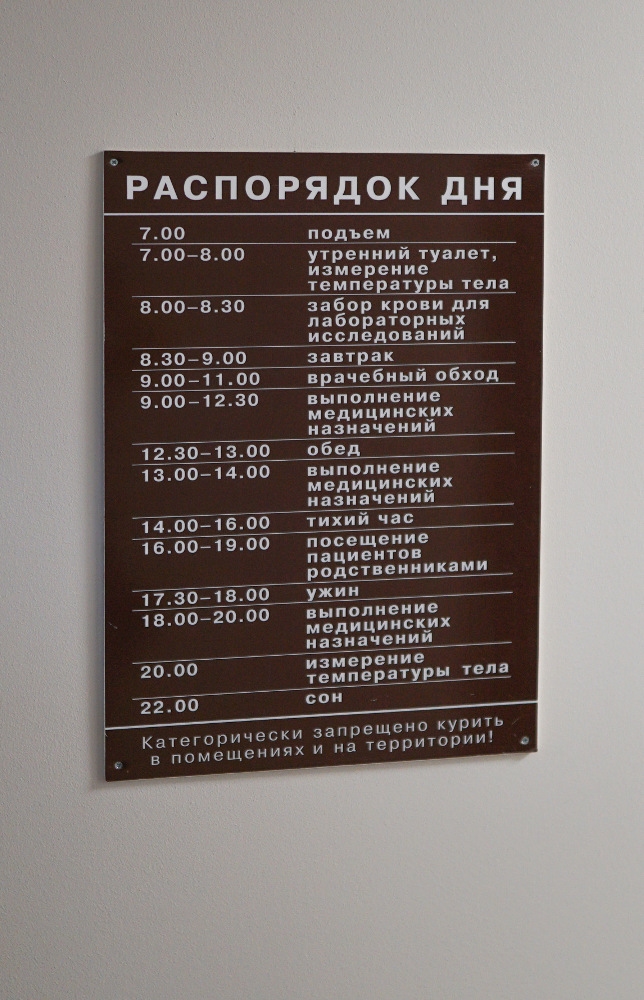 РАСПОРЯДОК ДНЯ
7.00 подъем
7.00–8.00 утренний туалет,
измерение
температуры тела
8.00–8.30 забор крови для
лабораторных
исследований
8.30–9.00 завтрак
9.00–11.00 врачебный обход
9.00–12.30 выполнение
медицинских
назначений
12.30–13.00 обед
13.00–14.00 выполнение
медицинских
назначений
14.00–16.00 тихий час
16.00–19.00 посещение
пациентов
родственниками
17.30–18.00 ужин
18.00–20.00 выполнение
медицинских
назначений
20.00 измерение
температуры тела
22.00 сон
Категорически запрещено курить
в помещениях и на территории!